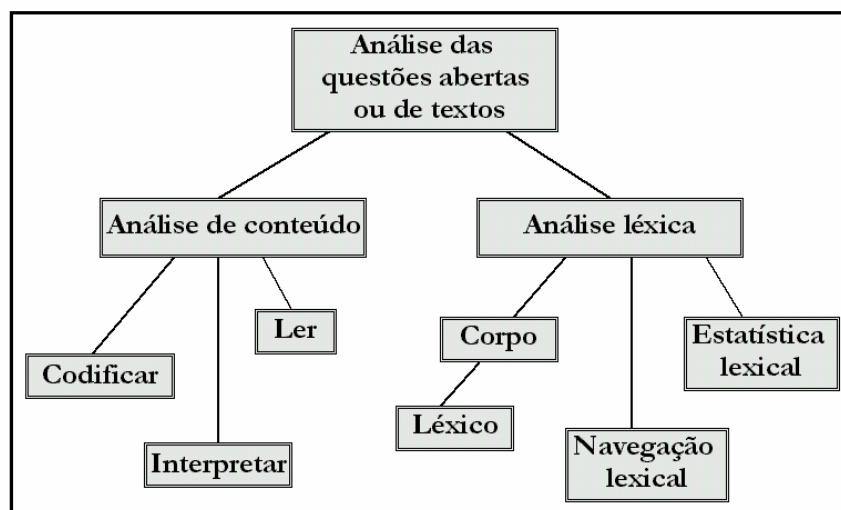 Análise das
questões abertas
ou de textos
Análise de conteúdo
Análise léxica
Ler
Codificar
Interpretar
Corpo
Léxico
Estatística
lexical
Navegação
lexical